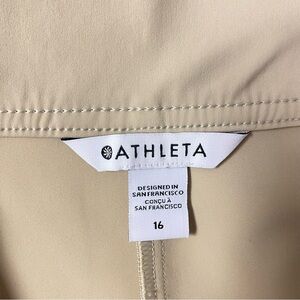 ATHLETA
DESIGNED IN
SAN FRANCISCO
CONÇU À
SAN FRANCISCO
16